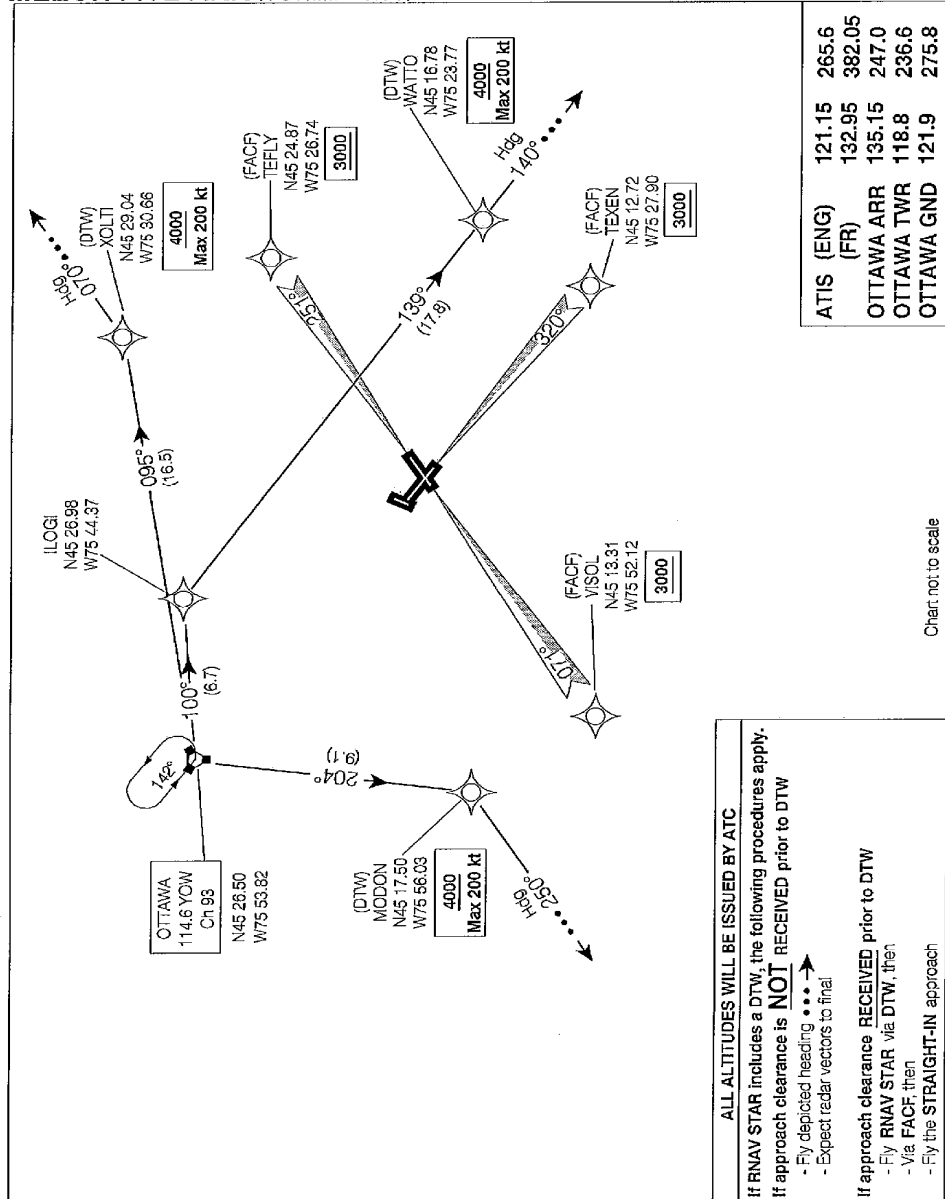 Hdg
070°
(DTW)
XOLTI
N45 29.04
W75 30.66
4000
Max 200 kt
095°
(16.5)
ILOGI
N45 26.98
W75 44.37
100°
(6.7)
142°
OTTAWA
114.6 YOW
Ch 93
N45 26.50
W75 53.82
204°
(9.1)
(DTW)
MODON
N45 17.50
W75 56.03
4000
Max 200 kt
Hdg
250°
(FACF)
TEFLY
N45 24.87
W75 26.74
3000
251°
139°
(17.8)
(DTW)
WATTO
N45 16.78
W75 23.77
4000
Max 200 kt
Hdg
140°
(FACF)
TEXEN
N45 12.72
W75 27.90
3000
320°
(FACF)
VISOL
N45 13.31
W75 52.12
3000
071°
Chart not to scale
ALL ALTITUDES WILL BE ISSUED BY ATC
If RNAV STAR includes a DTW, the following procedures apply.
If approach clearance is NOT RECEIVED prior to DTW
- Fly depicted heading
- Expect radar vectors to final
If approach clearance RECEIVED prior to DTW
- Fly RNAV STAR via DTW, then
- Via FACF, then
- Fly the STRAIGHT-IN approach
ATIS (ENG) 121.15 265.6
(FR) 132.95 382.05
OTTAWA ARR 135.15 247.0
OTTAWA TWR 118.8 236.6
OTTAWA GND 121.9 275.8